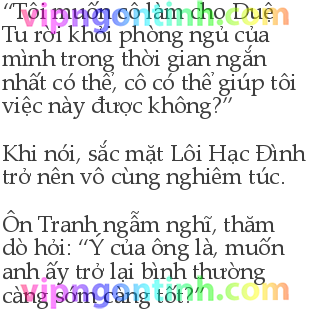 “Tôi muốn cô làm cho Duệ
Tu rời khỏi phòng ngủ của
mình trong thời gian ngắn
nhất có thể, cô có thể giúp tôi
việc này được không?”
Khi nói, sắc mặt Lôi Hạc Đình
trở nên vô cùng nghiêm túc.
Ôn Tranh ngẫm nghĩ, thăm
dò hỏi: “Ý của ông là, muốn
anh ấy trở lại bình thường
càng sớm càng tốt?”
vipngontinh.com
vipngontinh.com